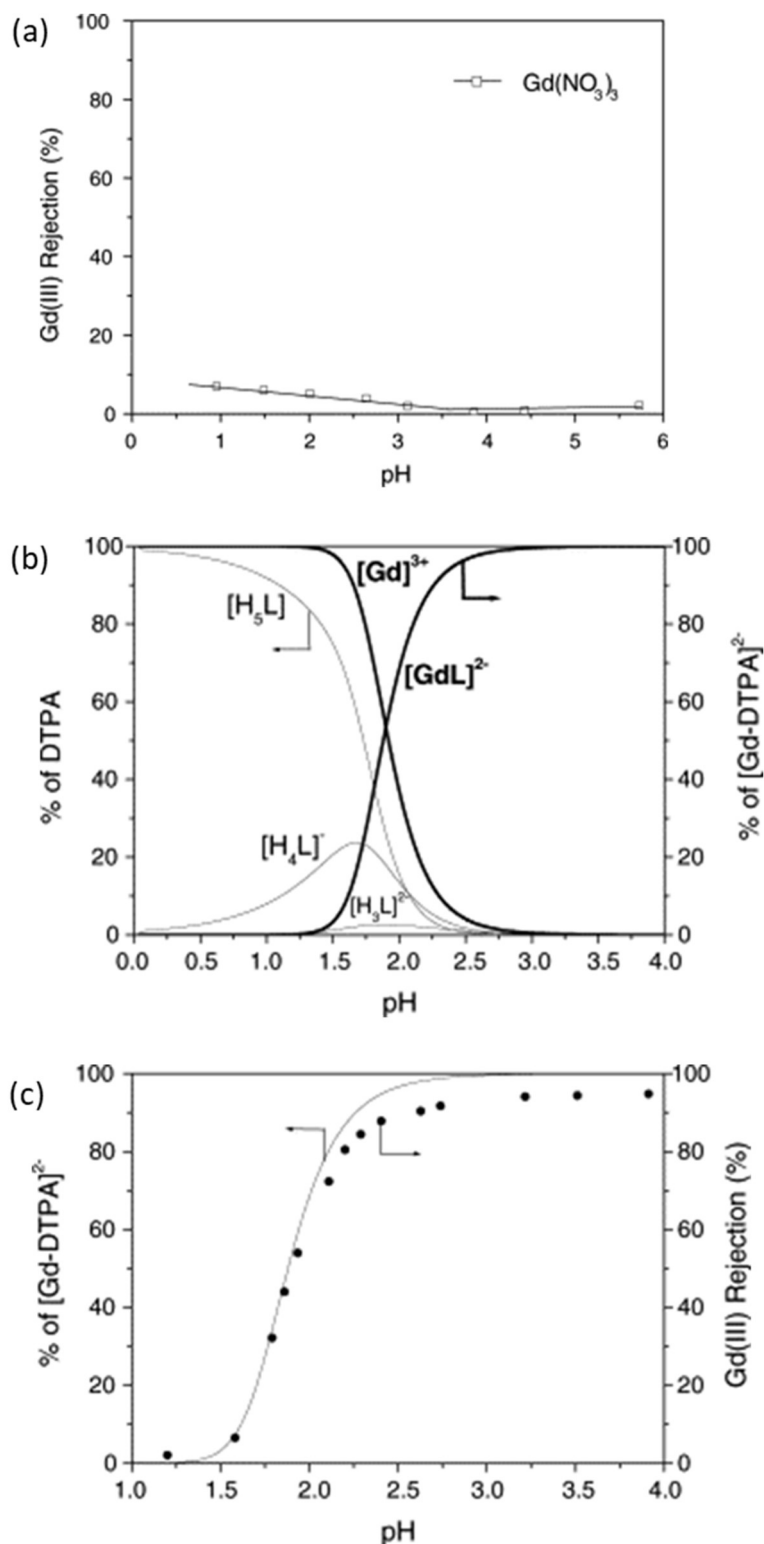 (a)
100
80
60
40
20
0
Gd(III) Rejection (%)
Gd(NO₃)₃
0 1 2 3 4 5 6
pH
(b)
100
80
60
40
20
0
% of DTPA
[H₅L]
[Gd]³⁺
[GdL]²⁻
[H₄L]⁻
[H₃L]²⁻
100
80
60
40
20
0
% of [Gd-DTPA]²⁻
0.0 0.5 1.0 1.5 2.0 2.5 3.0 3.5 4.0
pH
(c)
100
80
60
40
20
0
% of [Gd-DTPA]²⁻
100
80
60
40
20
0
Gd(III) Rejection (%)
1.0 1.5 2.0 2.5 3.0 3.5 4.0
pH